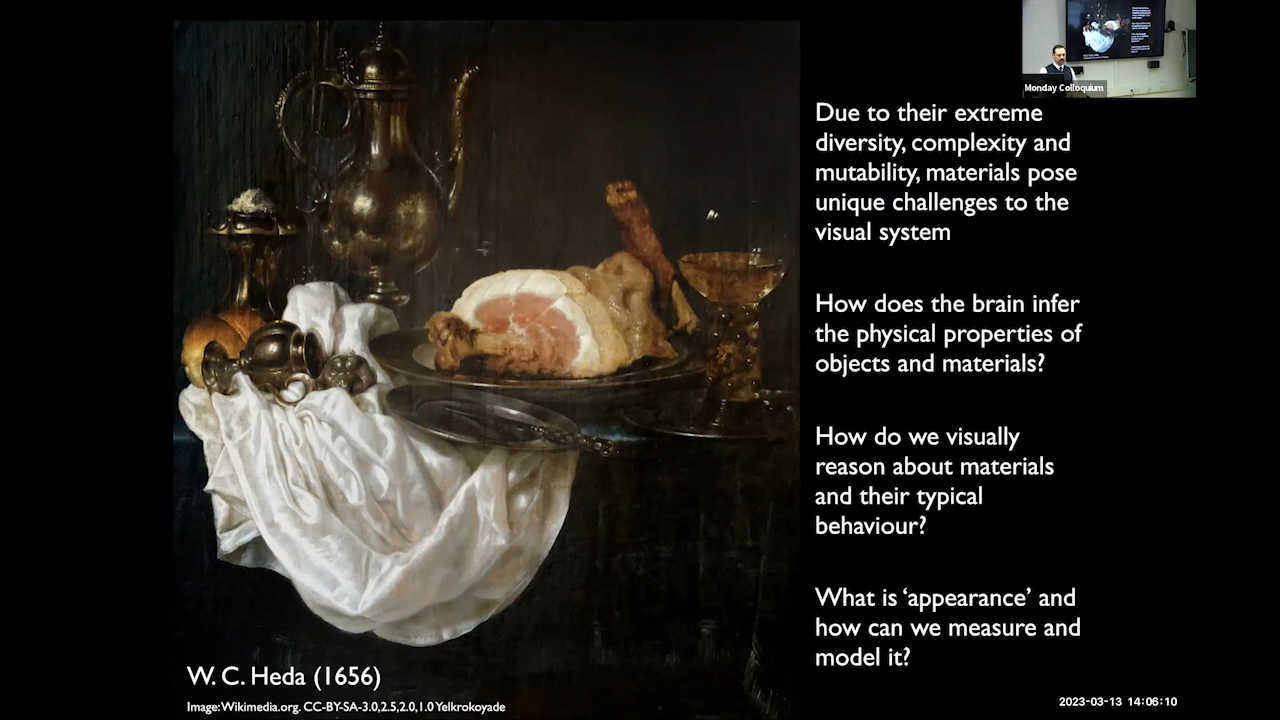 Monday Colloquium
Due to their extreme
diversity, complexity and
mutability, materials pose
unique challenges to the
visual system
How does the brain infer
the physical properties of
objects and materials?
How do we visually
reason about materials
and their typical
behaviour?
What is ‘appearance’ and
how can we measure and
model it?
W. C. Heda (1656)
Image: Wikimedia.org. CC-BY-SA-3.0,2.5,2.0,1.0 Yelkrokoyade
2023-03-13 14:06:10